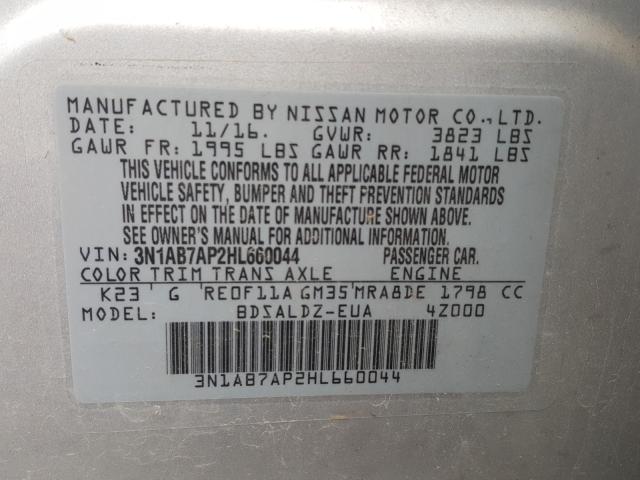 MANUFACTURED BY NISSAN MOTOR CO., LTD.
DATE: 11/16. GVWR: 3823 LBS
GAWR FR: 1995 LBS GAWR RR: 1841 LBS
THIS VEHICLE CONFORMS TO ALL APPLICABLE FEDERAL MOTOR
VEHICLE SAFETY, BUMPER AND THEFT PREVENTION STANDARDS
IN EFFECT ON THE DATE OF MANUFACTURE SHOWN ABOVE.
SEE OWNER'S MANUAL FOR ADDITIONAL INFORMATION.
VIN: 3N1AB7AP2HL660044 PASSENGER CAR.
COLOR TRIM TRANS AXLE ENGINE
K23 ' G 'RE0F11A GM35'MRA8DE 1798 CC
MODEL: BDSALDZ-EUA 4Z000
3N1AB7AP2HL660044